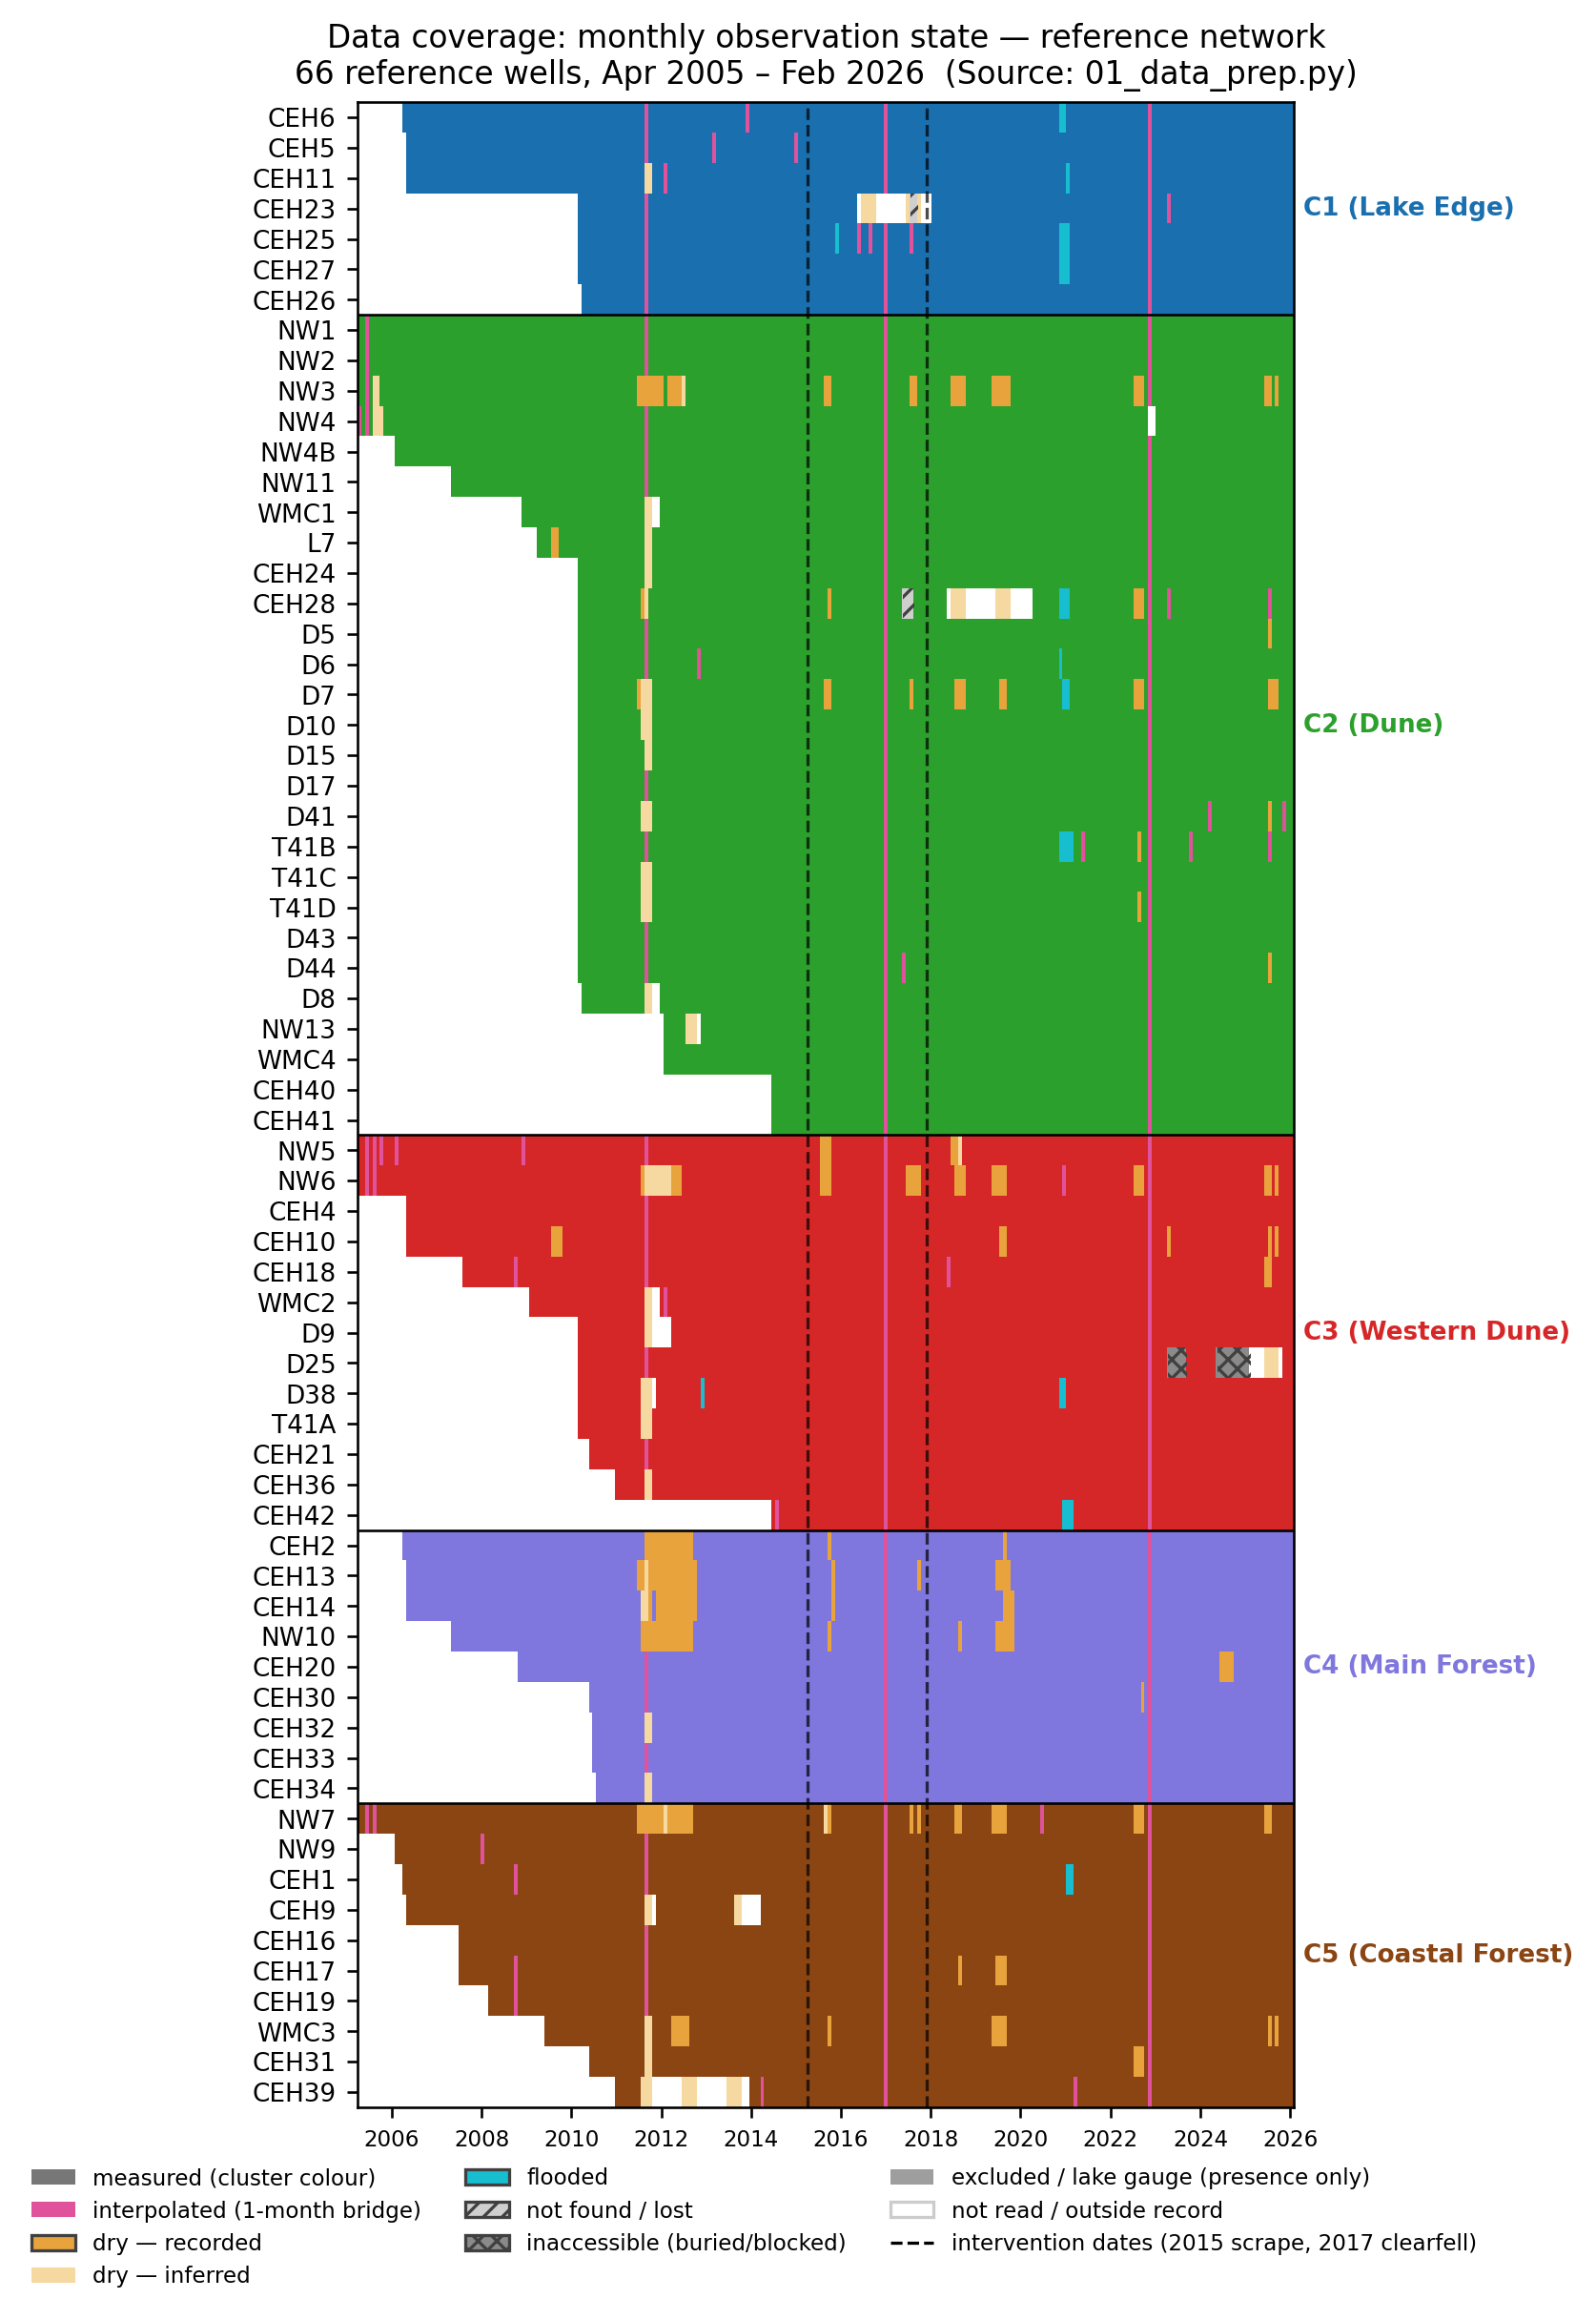 Data coverage: monthly observation state — reference network
66 reference wells, Apr 2005 – Feb 2026  (Source: 01_data_prep.py)
CEH6
CEH5
CEH11
CEH23
C1 (Lake Edge)
CEH25
CEH27
CEH26
NW1
NW2
NW3
NW4
NW4B
NW11
WMC1
L7
CEH24
CEH28
D5
D6
D7
D10
C2 (Dune)
D15
D17
D41
T41B
T41C
T41D
D43
D44
D8
NW13
WMC4
CEH40
CEH41
NW5
NW6
CEH4
CEH10
CEH18
WMC2
D9
C3 (Western Dune)
D25
D38
T41A
CEH21
CEH36
CEH42
CEH2
CEH13
CEH14
NW10
CEH20
C4 (Main Forest)
CEH30
CEH32
CEH33
CEH34
NW7
NW9
CEH1
CEH9
CEH16
C5 (Coastal Forest)
CEH17
CEH19
WMC3
CEH31
CEH39
2006 2008 2010 2012 2014 2016 2018 2020 2022 2024 2026
measured (cluster colour)
interpolated (1-month bridge)
dry — recorded
dry — inferred
flooded
not found / lost
inaccessible (buried/blocked)
excluded / lake gauge (presence only)
not read / outside record
intervention dates (2015 scrape, 2017 clearfell)